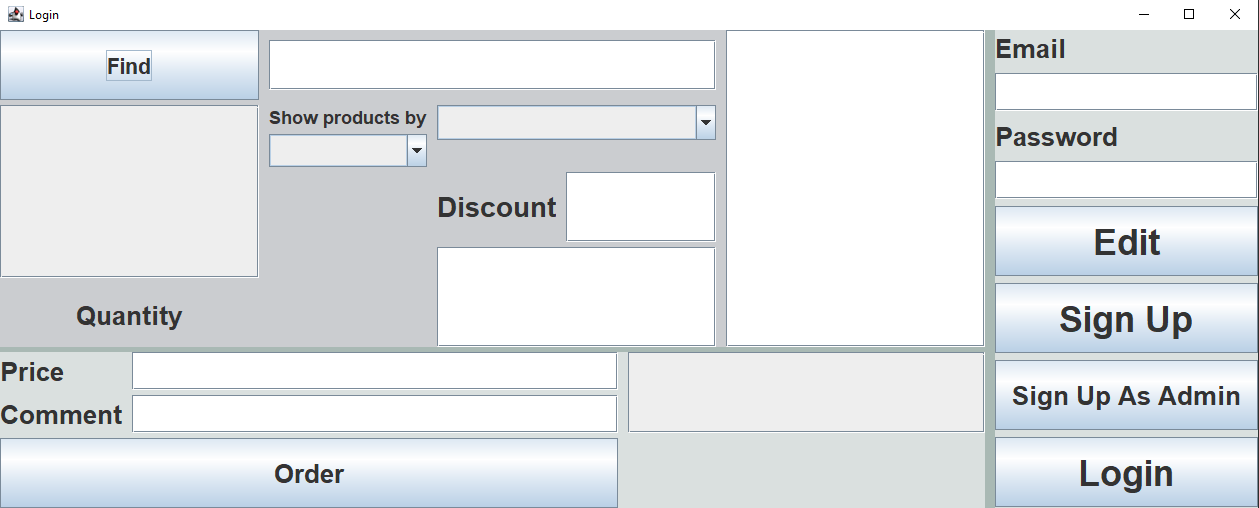 Login
Find
Show products by
Discount
Quantity
Price
Comment
Order
Email
Password
Edit
Sign Up
Sign Up As Admin
Login